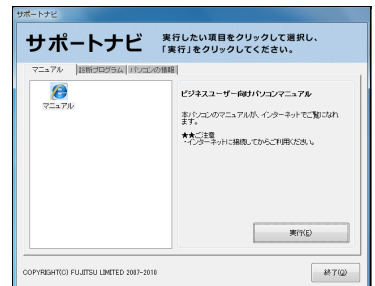 サポートナビ
サポートナビ
実行したい項目をクリックして選択し、
「実行」をクリックしてください。
マニュアル 診断プログラム パソコンの情報
マニュアル
ビジネスユーザー向けパソコンマニュアル
本パソコンのマニュアルが、インターネットでご覧になれ
ます。
★★ご注意
・インターネットに接続してからご利用ください。
実行(E)
COPYRIGHT(C) FUJITSU LIMITED 2007-2010
終了(Q)